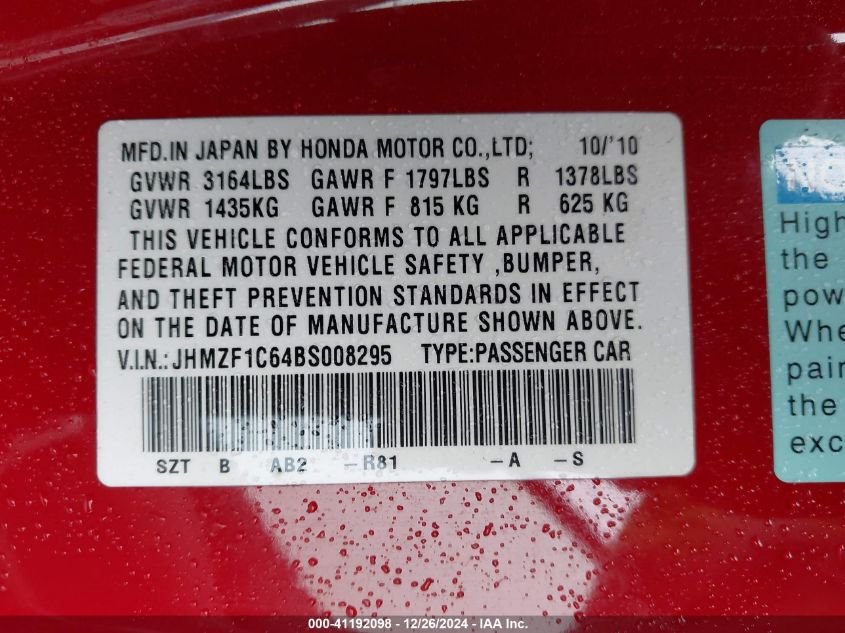 MFD.IN JAPAN BY HONDA MOTOR CO.,LTD; 10/'10
GVWR 3164LBS GAWR F 1797LBS R 1378LBS
GVWR 1435KG GAWR F 815 KG R 625 KG
THIS VEHICLE CONFORMS TO ALL APPLICABLE
FEDERAL MOTOR VEHICLE SAFETY ,BUMPER,
AND THEFT PREVENTION STANDARDS IN EFFECT
ON THE DATE OF MANUFACTURE SHOWN ABOVE.
V.I.N.: JHMZF1C64BS008295 TYPE:PASSENGER CAR
SZT B AB2 -R81 -A -S
High
the
pow
Whe
pair
the
exc
000-41192098 - 12/26/2024 - IAA Inc.